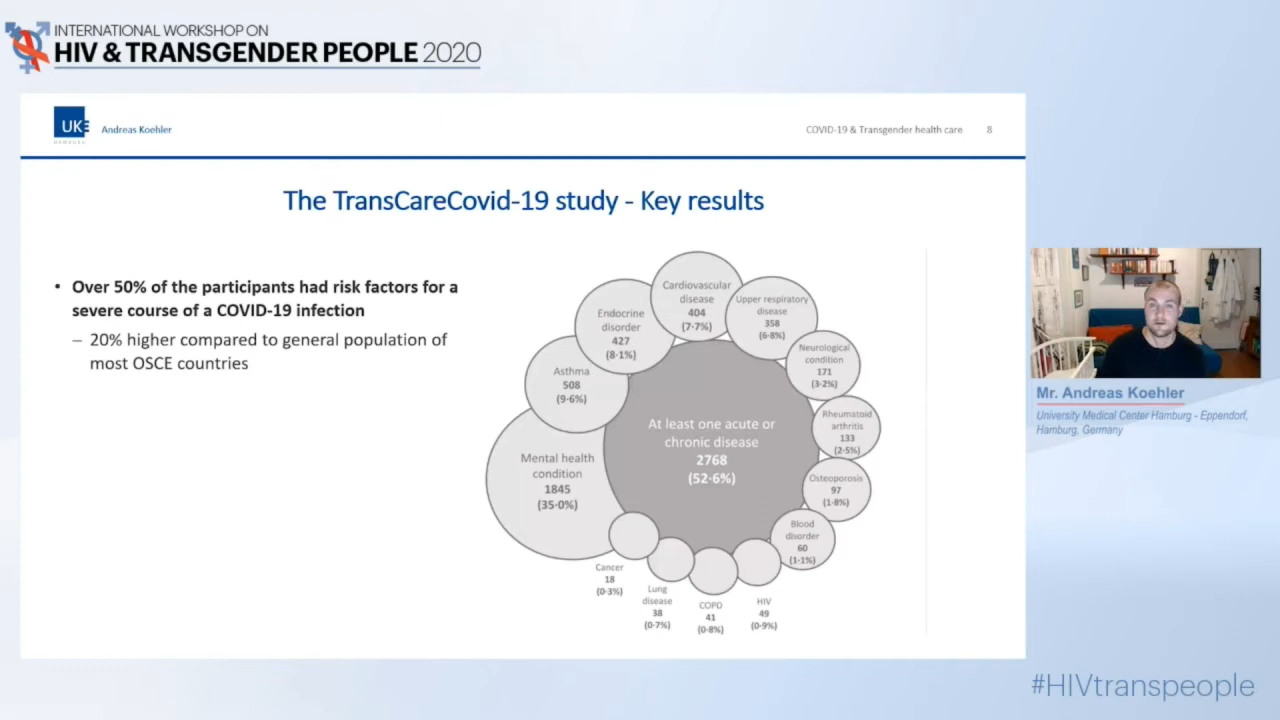 INTERNATIONAL WORKSHOP ON
HIV & TRANSGENDER PEOPLE 2020
UKE
HAMBURG
Andreas Koehler
COVID-19 & Transgender health care
8
The TransCareCovid-19 study - Key results
• Over 50% of the participants had risk factors for a
severe course of a COVID-19 infection
– 20% higher compared to general population of
most OSCE countries
Cardiovascular
disease
404
(7·7%)
Upper respiratory
disease
358
(6·8%)
Endocrine
disorder
427
(8·1%)
Neurological
condition
171
(3·2%)
Asthma
508
(9·6%)
Rheumatoid
arthritis
133
(2·5%)
At least one acute or
chronic disease
2768
(52·6%)
Mental health
condition
1845
(35·0%)
Osteoporosis
97
(1·8%)
Blood
disorder
60
(1·1%)
Cancer
18
(0·3%)
Lung
disease
38
(0·7%)
COPD
41
(0·8%)
HIV
49
(0·9%)
Mr. Andreas Koehler
University Medical Center Hamburg - Eppendorf,
Hamburg, Germany
#HIVtranspeople